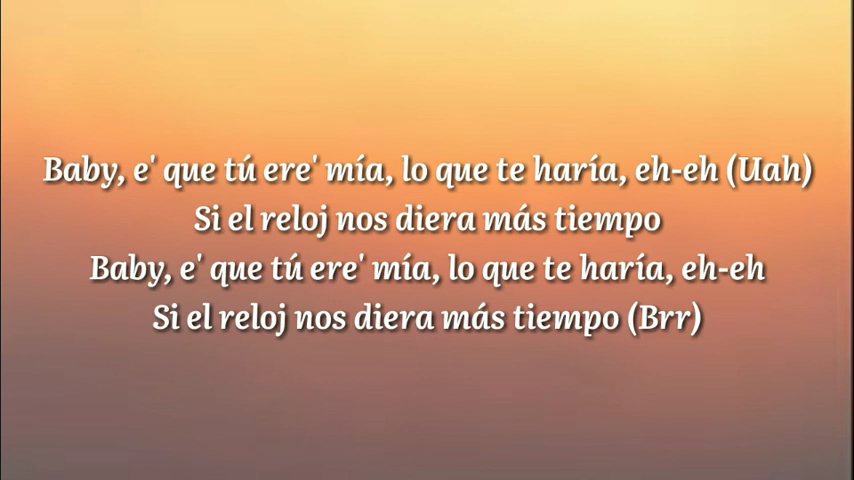 Baby, e' que tú ere' mía, lo que te haría, eh-eh (Uah)
Si el reloj nos diera más tiempo
Baby, e' que tú ere' mía, lo que te haría, eh-eh
Si el reloj nos diera más tiempo (Brr)